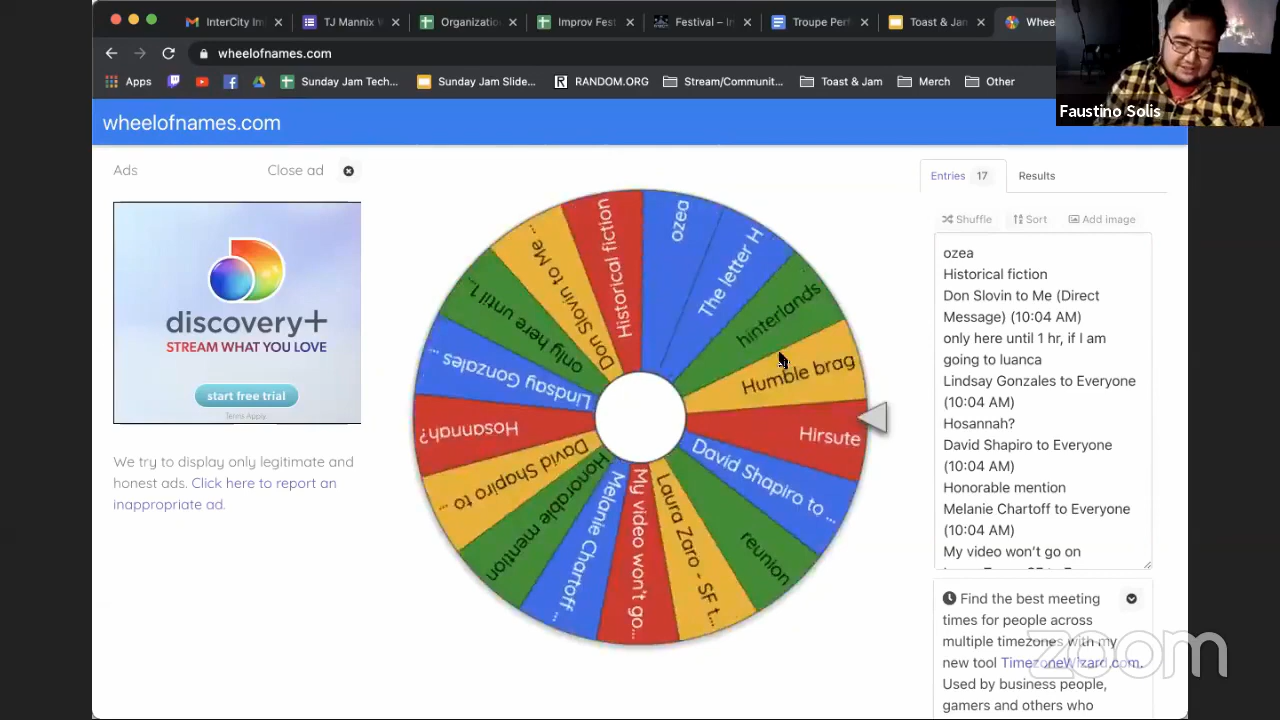 InterCity Im
TJ Mannix W
Organizatio
Improv Fest
Festival – In
Troupe Perf
Toast & Jam
Whee
wheelofnames.com
Apps
Sunday Jam Tech...
Sunday Jam Slide...
RANDOM.ORG
Stream/Communit...
Toast & Jam
Merch
Other
Faustino Solis
wheelofnames.com
Ads
Close ad
discovery+
STREAM WHAT YOU LOVE
start free trial
Terms Apply
We try to display only legitimate and
honest ads. Click here to report an
inappropriate ad.
ozea
The letter H
hinterlands
Humble brag
Hirsute
David Shapiro to ...
reunion
Laura Zaro - SF t...
My video won't go...
Melanie Chartoff ...
Honorable mention
David Shapiro to ...
Hosannah?
Lindsay Gonzales ...
only here until 1...
Don Slovin to Me ...
Historical fiction
Entries 17
Results
Shuffle
Sort
Add image
ozea
Historical fiction
Don Slovin to Me (Direct
Message) (10:04 AM)
only here until 1 hr, if I am
going to luanca
Lindsay Gonzales to Everyone
(10:04 AM)
Hosannah?
David Shapiro to Everyone
(10:04 AM)
Honorable mention
Melanie Chartoff to Everyone
(10:04 AM)
My video won't go on
Find the best meeting
times for people across
multiple timezones with my
new tool TimezoneWizard.com.
Used by business people,
gamers and others who
zoom